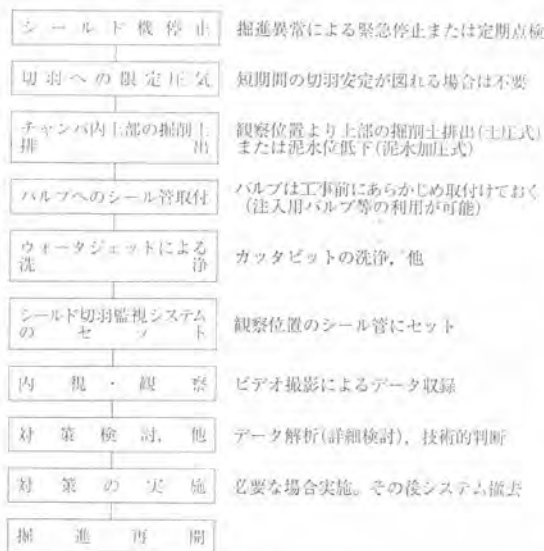 シールド機停止
掘進異常による緊急停止または定期点検
切羽への限定圧気
短期間の切羽安定が図れる場合は不要
チャンバ内上部の掘削土
排出
観察位置より上部の掘削土排出(土圧式)
または泥水位低下(泥水加圧式)
バルブへのシール管取付
バルブは工事前にあらかじめ取付けておく
(注入用バルブ等の利用が可能)
ウォータジェットによる
洗浄
カッタビットの洗浄，他
シールド切羽監視システム
のセット
観察位置のシール管にセット
内視・観察
ビデオ撮影によるデータ収録
対策検討，他
データ解析(詳細検討)，技術的判断
対策の実施
必要な場合実施。その後システム撤去
掘進再開